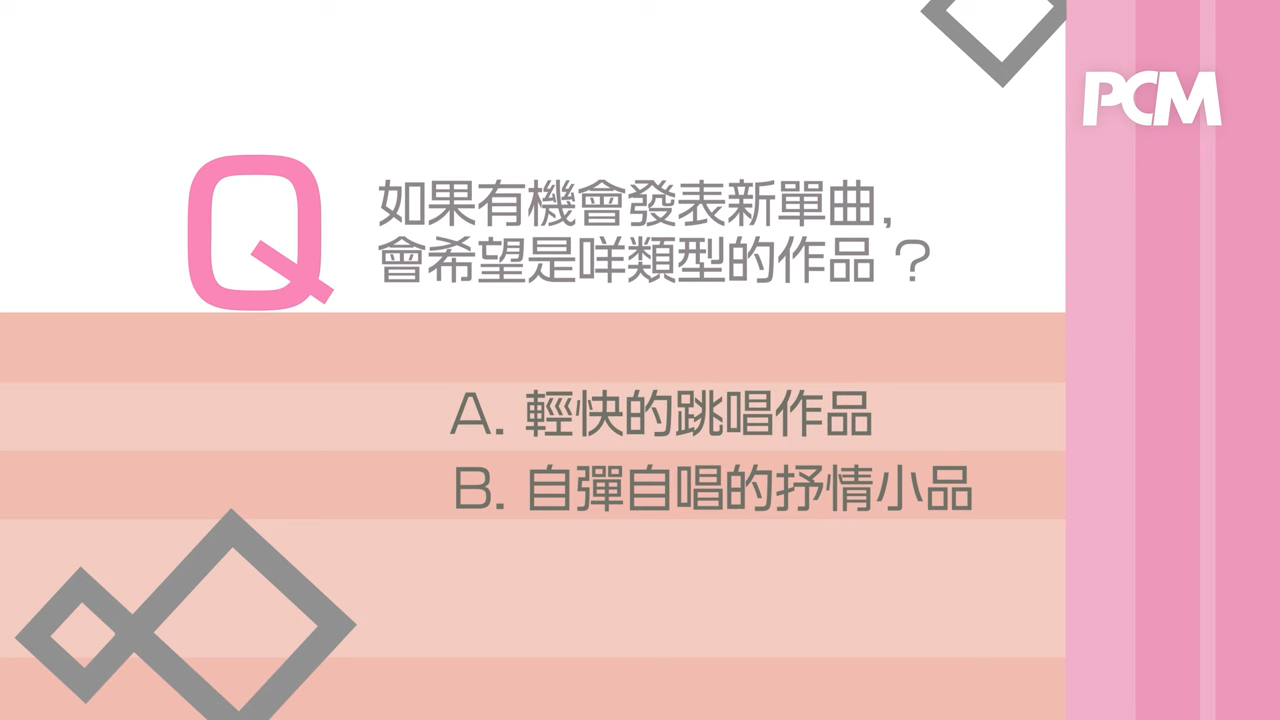 PCM
Q
如果有機會發表新單曲,
會希望是咩類型的作品 ?
A. 輕快的跳唱作品
B. 自彈自唱的抒情小品